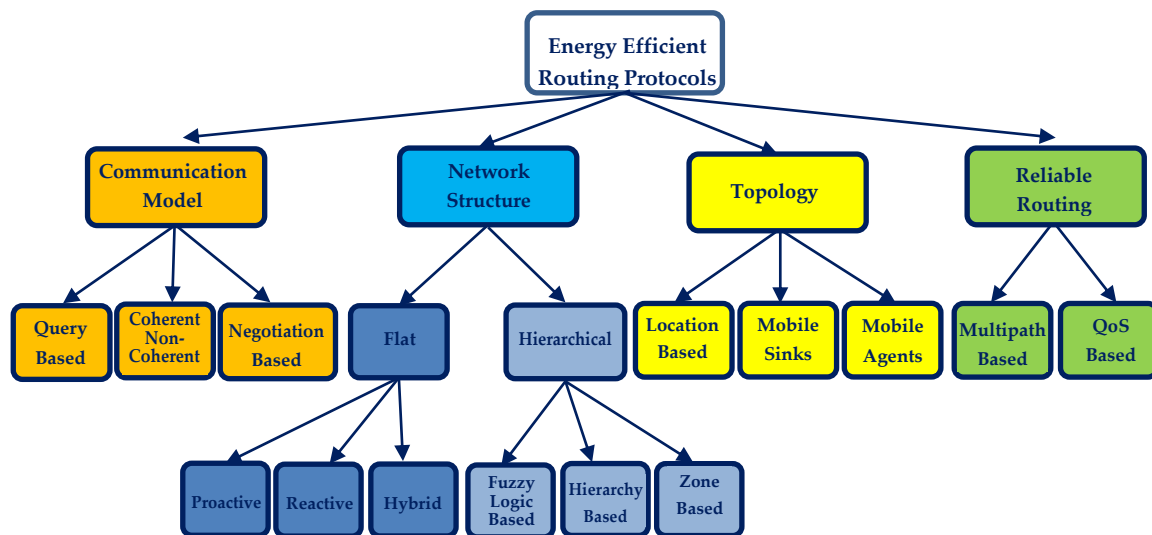 Energy Efficient
Routing Protocols
Communication
Model
Network
Structure
Topology
Reliable
Routing
Query
Based
Coherent
Non-
Coherent
Negotiation
Based
Flat
Hierarchical
Location
Based
Mobile
Sinks
Mobile
Agents
Multipath
Based
QoS
Based
Proactive
Reactive
Hybrid
Fuzzy
Logic
Based
Hierarchy
Based
Zone
Based